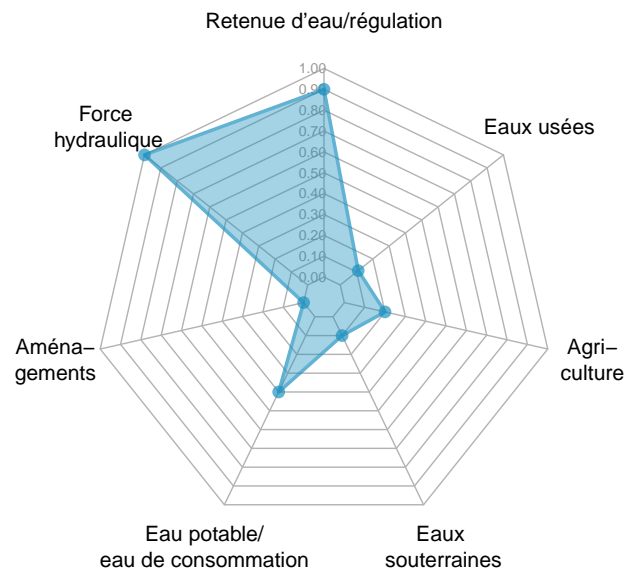 Retenue d'eau/régulation
1.00
0.90
0.80
0.70
0.60
0.50
0.40
0.30
0.20
0.10
0.00
Force
hydraulique
Eaux usées
Aména–
gements
Agri–
culture
Eau potable/
eau de consommation
Eaux
souterraines